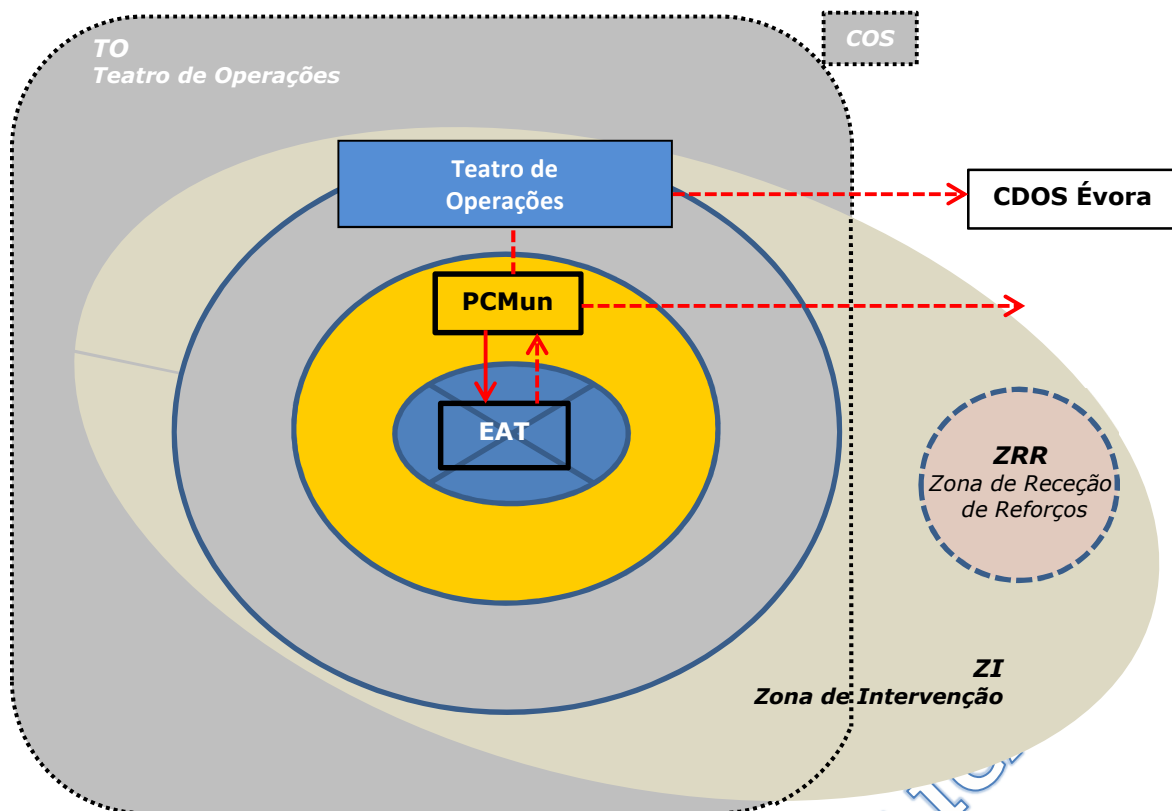 TO
Teatro de Operações
COS
Teatro de
Operações
CDOS Évora
PCMun
EAT
ZRR
Zona de Receção
de Reforços
ZI
Zona de Intervenção